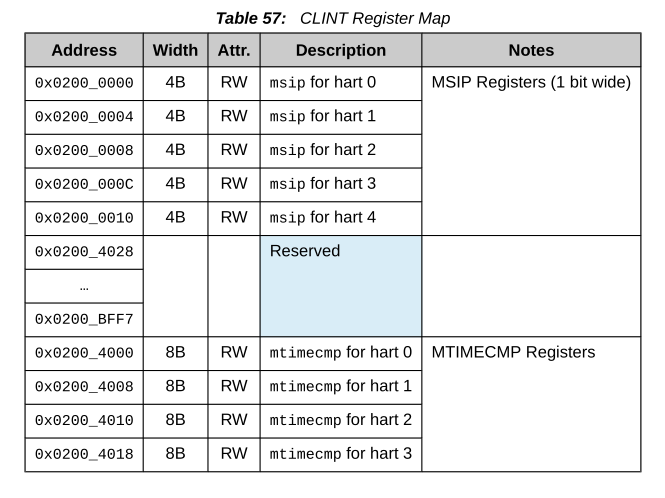 Table 57: CLINT Register Map
Address Width Attr. Description Notes
0x0200_0000 4B RW msip for hart 0 MSIP Registers (1 bit wide)
0x0200_0004 4B RW msip for hart 1
0x0200_0008 4B RW msip for hart 2
0x0200_000C 4B RW msip for hart 3
0x0200_0010 4B RW msip for hart 4
0x0200_4028 Reserved
…
0x0200_BFF7
0x0200_4000 8B RW mtimecmp for hart 0 MTIMECMP Registers
0x0200_4008 8B RW mtimecmp for hart 1
0x0200_4010 8B RW mtimecmp for hart 2
0x0200_4018 8B RW mtimecmp for hart 3